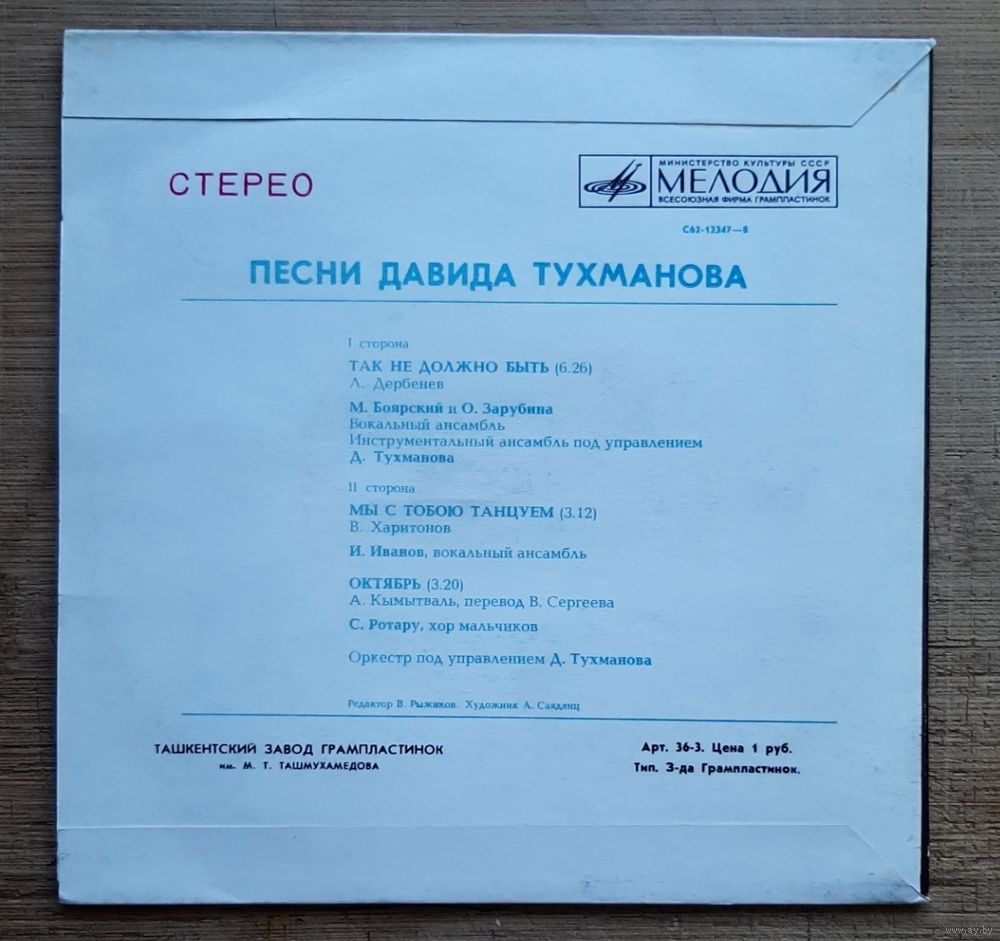 СТЕРЕО
МИНИСТЕРСТВО КУЛЬТУРЫ СССР
МЕЛОДИЯ
ВСЕСОЮЗНАЯ ФИРМА ГРАМПЛАСТИНОК
С62-12347—8
ПЕСНИ ДАВИДА ТУХМАНОВА
I сторона
ТАК НЕ ДОЛЖНО БЫТЬ (6.26)
Л. Дербенев
М. Боярский и О. Зарубина
Вокальный ансамбль
Инструментальный ансамбль под управлением
Д. Тухманова
II сторона
МЫ С ТОБОЮ ТАНЦУЕМ (3.12)
В. Харитонов
И. Иванов, вокальный ансамбль
ОКТЯБРЬ (3.20)
А. Кымытваль, перевод В. Сергеева
С. Ротару, хор мальчиков
Оркестр под управлением Д. Тухманова
Редактор В. Рыжиков. Художник А. Саядянц
ТАШКЕНТСКИЙ ЗАВОД ГРАМПЛАСТИНОК
им. М. Т. ТАШМУХАМЕДОВА
Арт. 36-3. Цена 1 руб.
Тип. З-да Грампластинок.
www.ay.by